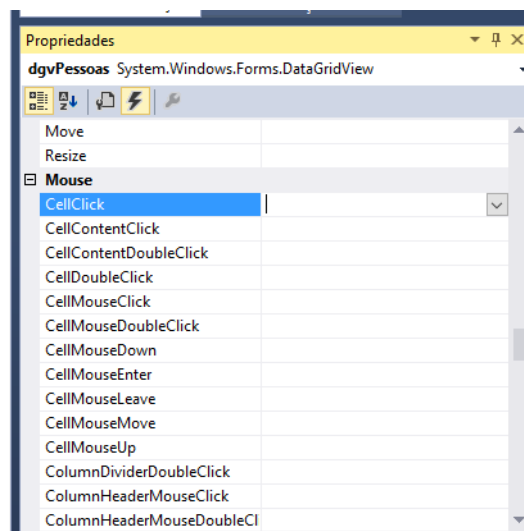 Propriedades
dgvPessoas System.Windows.Forms.DataGridView
Move
Resize
Mouse
CellClick
CellContentClick
CellContentDoubleClick
CellDoubleClick
CellMouseClick
CellMouseDoubleClick
CellMouseDown
CellMouseEnter
CellMouseLeave
CellMouseMove
CellMouseUp
ColumnDividerDoubleClick
ColumnHeaderMouseClick
ColumnHeaderMouseDoubleCl